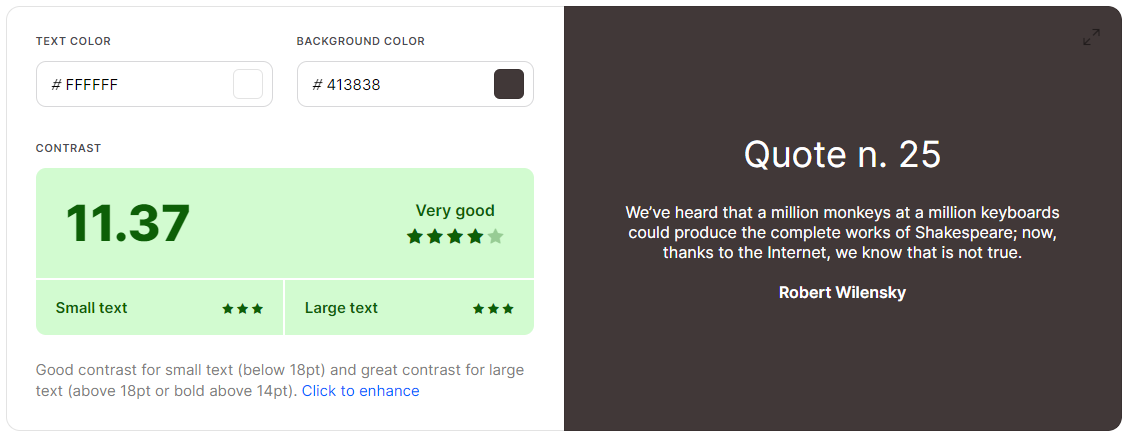 TEXT COLOR
BACKGROUND COLOR
# FFFFFF
# 413838
CONTRAST
11.37
Very good
Small text
Large text
Good contrast for small text (below 18pt) and great contrast for large
text (above 18pt or bold above 14pt). Click to enhance
Quote n. 25
We’ve heard that a million monkeys at a million keyboards
could produce the complete works of Shakespeare; now,
thanks to the Internet, we know that is not true.
Robert Wilensky